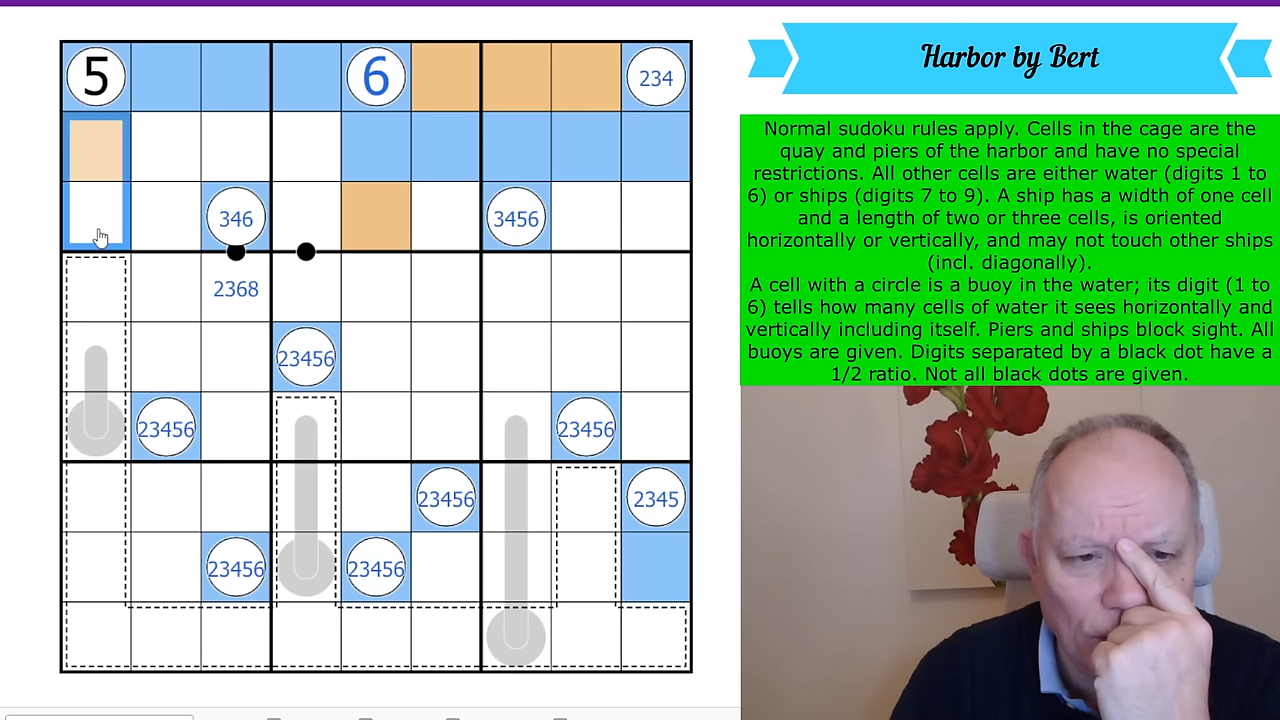 Harbor by Bert
5 6 234
346 3456
2368
23456
23456 23456
23456 2345
23456 23456
Normal sudoku rules apply. Cells in the cage are the
quay and piers of the harbor and have no special
restrictions. All other cells are either water (digits 1 to
6) or ships (digits 7 to 9). A ship has a width of one cell
and a length of two or three cells, is oriented
horizontally or vertically, and may not touch other ships
(incl. diagonally).
A cell with a circle is a buoy in the water; its digit (1 to
6) tells how many cells of water it sees horizontally and
vertically including itself. Piers and ships block sight. All
buoys are given. Digits separated by a black dot have a
1/2 ratio. Not all black dots are given.